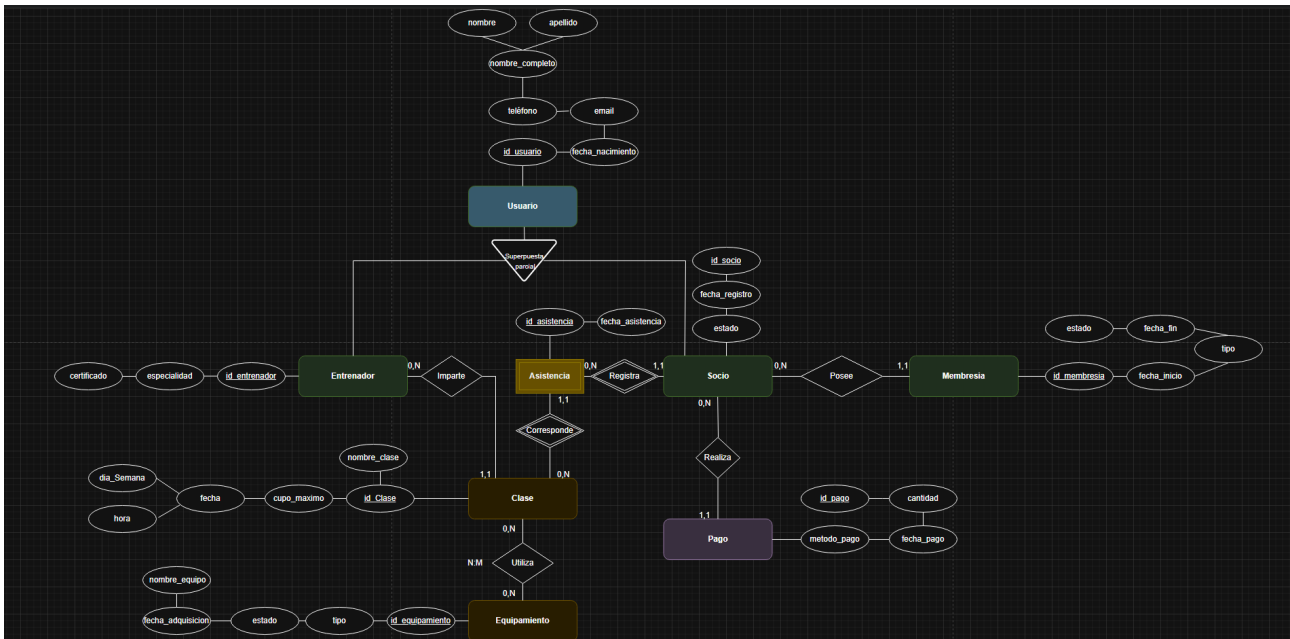 nombre
apellido
nombre_completo
teléfono
email
id_usuario
fecha_nacimiento
Usuario
Superpuesta
parcial
id_socio
fecha_registro
estado
id_asistencia
fecha_asistencia
estado
fecha_fin
tipo
certificado
especialidad
id_entrenador
Entrenador
0,N
Imparte
Asistencia
0,N
Registra
1,1
Socio
0,N
Posee
1,1
Membresia
id_membresia
fecha_inicio
1,1
0,N
Corresponde
nombre_clase
Realiza
dia_Semana
1,1
0,N
fecha
cupo_maximo
id_Clase
Clase
id_pago
cantidad
hora
1,1
0,N
Pago
metodo_pago
fecha_pago
N:M
Utiliza
nombre_equipo
0,N
fecha_adquisicion
estado
tipo
id_equipamiento
Equipamiento